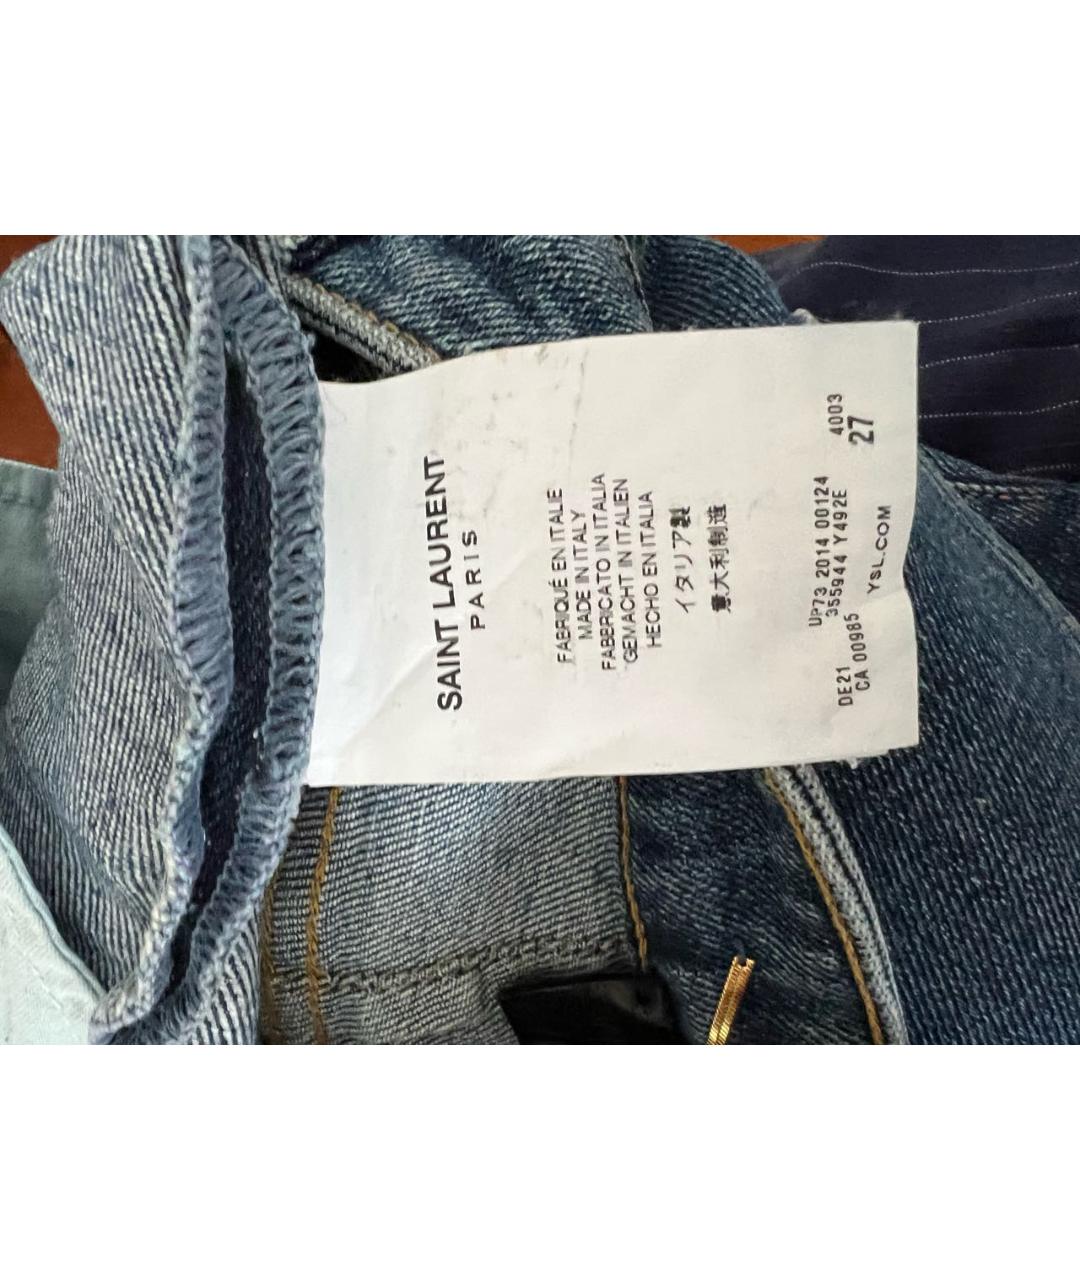 SAINT LAURENT
PARIS
FABRIQUÉ EN ITALIE
MADE IN ITALY
FABBRICATO IN ITALIA
GEMACHT IN ITALIEN
HECHO EN ITALIA
イタリア製
意大利制造
UP73 2014 00124 4003
355944 Y492E 27
DE21
CA 00985 YSL.COM